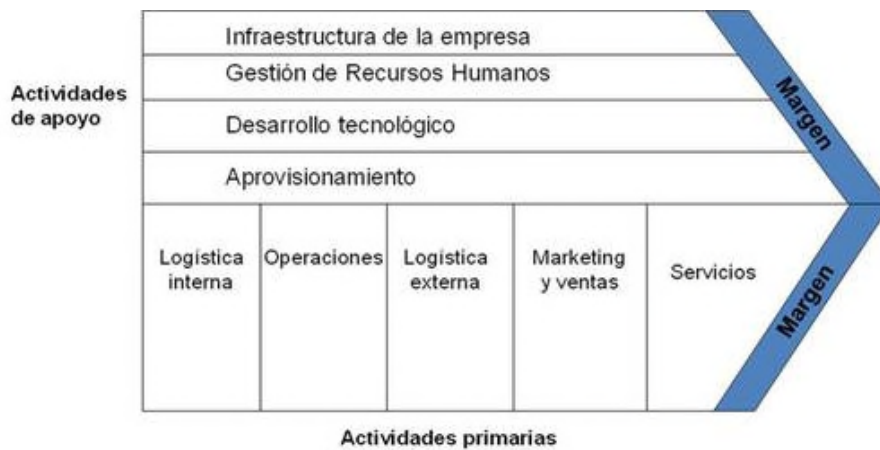 Infraestructura de la empresa
Gestión de Recursos Humanos
Actividades
de apoyo
Desarrollo tecnológico
Aprovisionamiento
Margen
Logística
interna
Operaciones
Logística
externa
Marketing
y ventas
Servicios
Margen
Actividades primarias